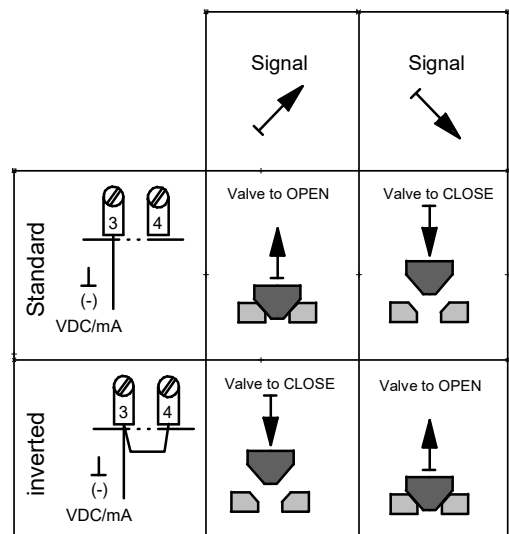 Signal
Signal
Standard
3
4
(-)
VDC/mA
Valve to OPEN
Valve to CLOSE
inverted
3
4
(-)
VDC/mA
Valve to CLOSE
Valve to OPEN